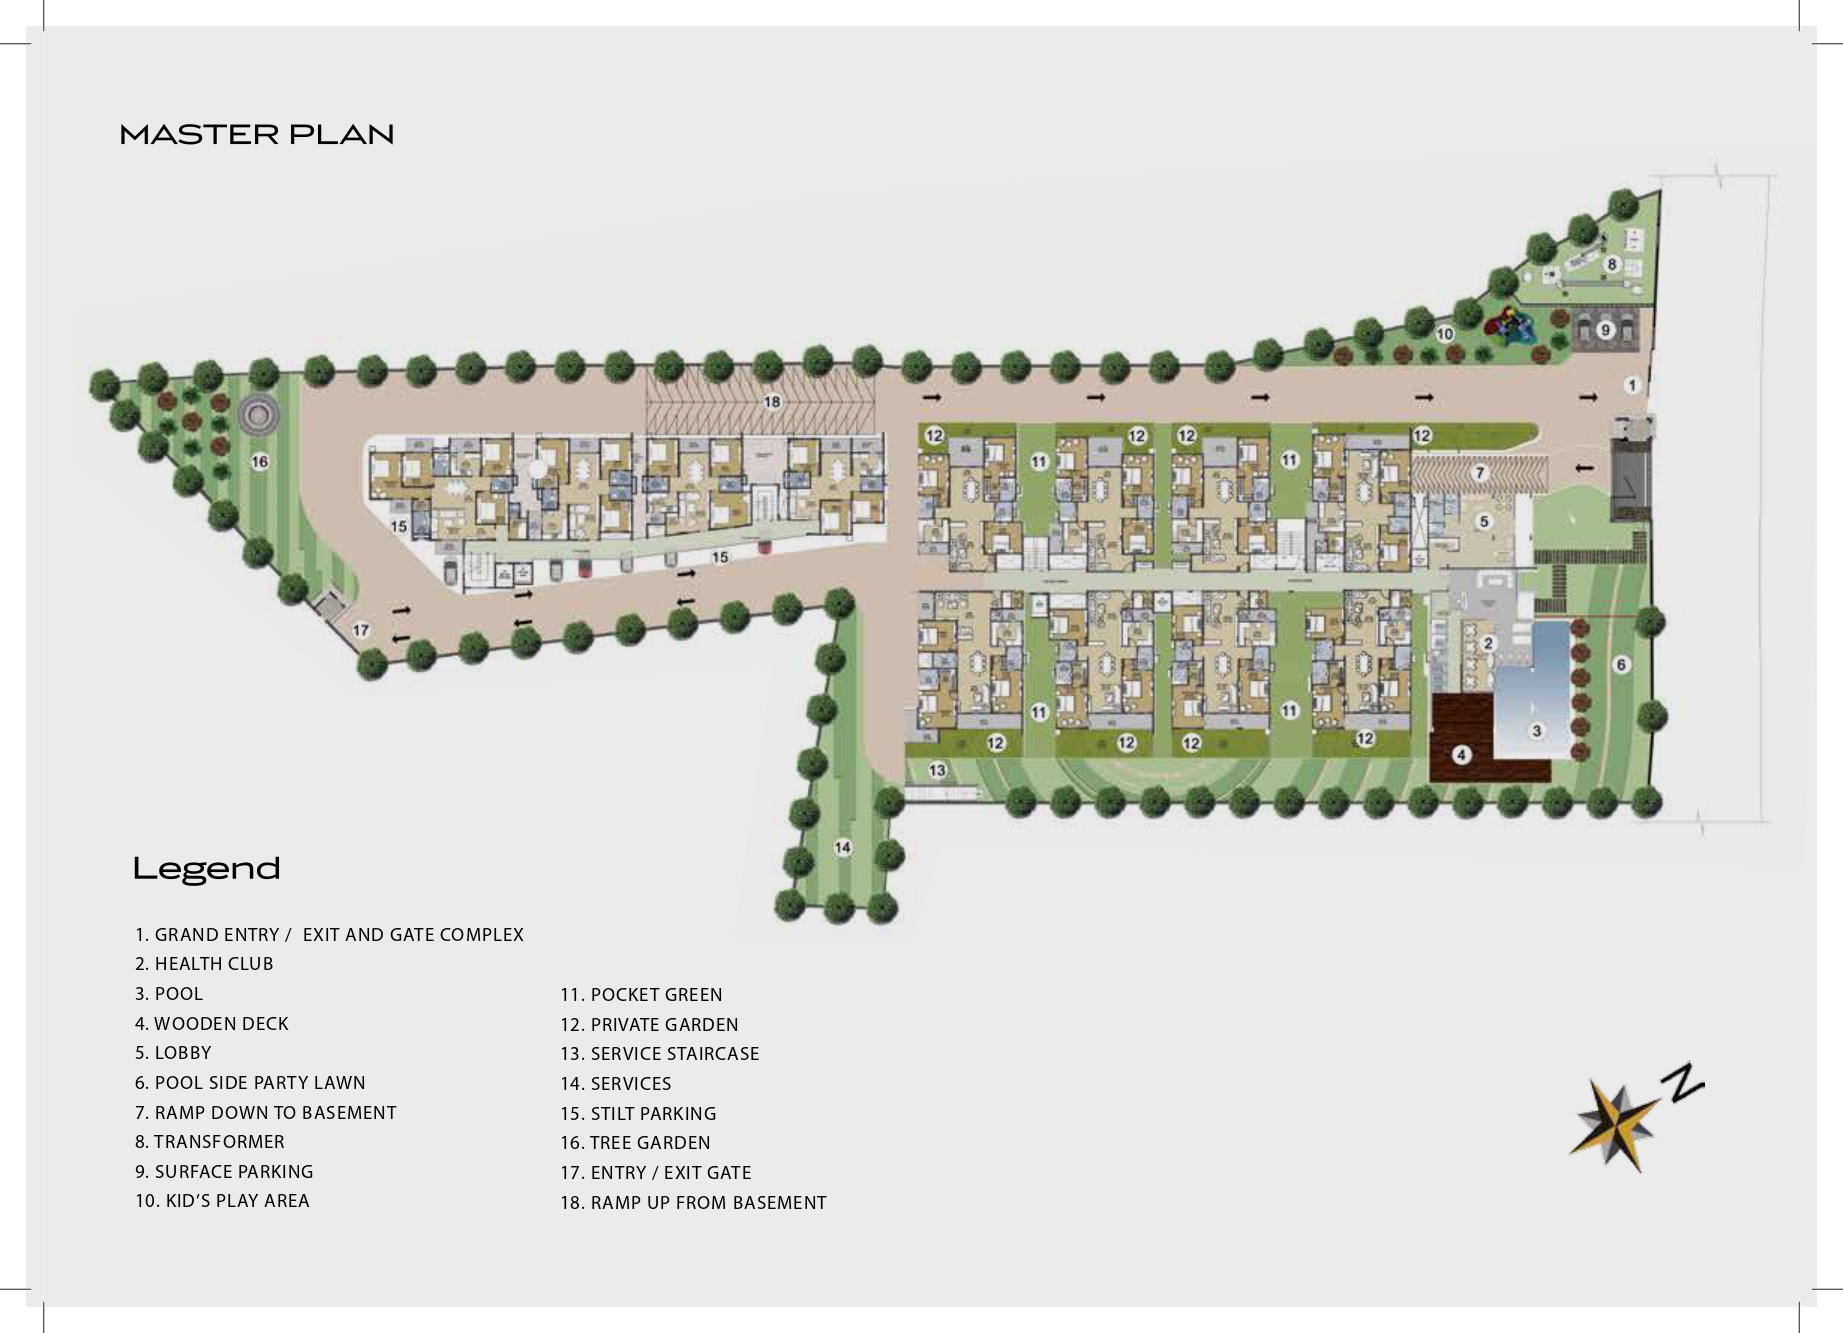 MASTER PLAN
8
10
9
1
18
12
12
12
12
16
11
11
7
15
5
15
17
2
6
11
11
3
12
12
12
12
4
13
14
Legend
1. GRAND ENTRY / EXIT AND GATE COMPLEX
2. HEALTH CLUB
3. POOL
4. WOODEN DECK
5. LOBBY
6. POOL SIDE PARTY LAWN
7. RAMP DOWN TO BASEMENT
8. TRANSFORMER
9. SURFACE PARKING
10. KID’S PLAY AREA
11. POCKET GREEN
12. PRIVATE GARDEN
13. SERVICE STAIRCASE
14. SERVICES
15. STILT PARKING
16. TREE GARDEN
17. ENTRY / EXIT GATE
18. RAMP UP FROM BASEMENT
N